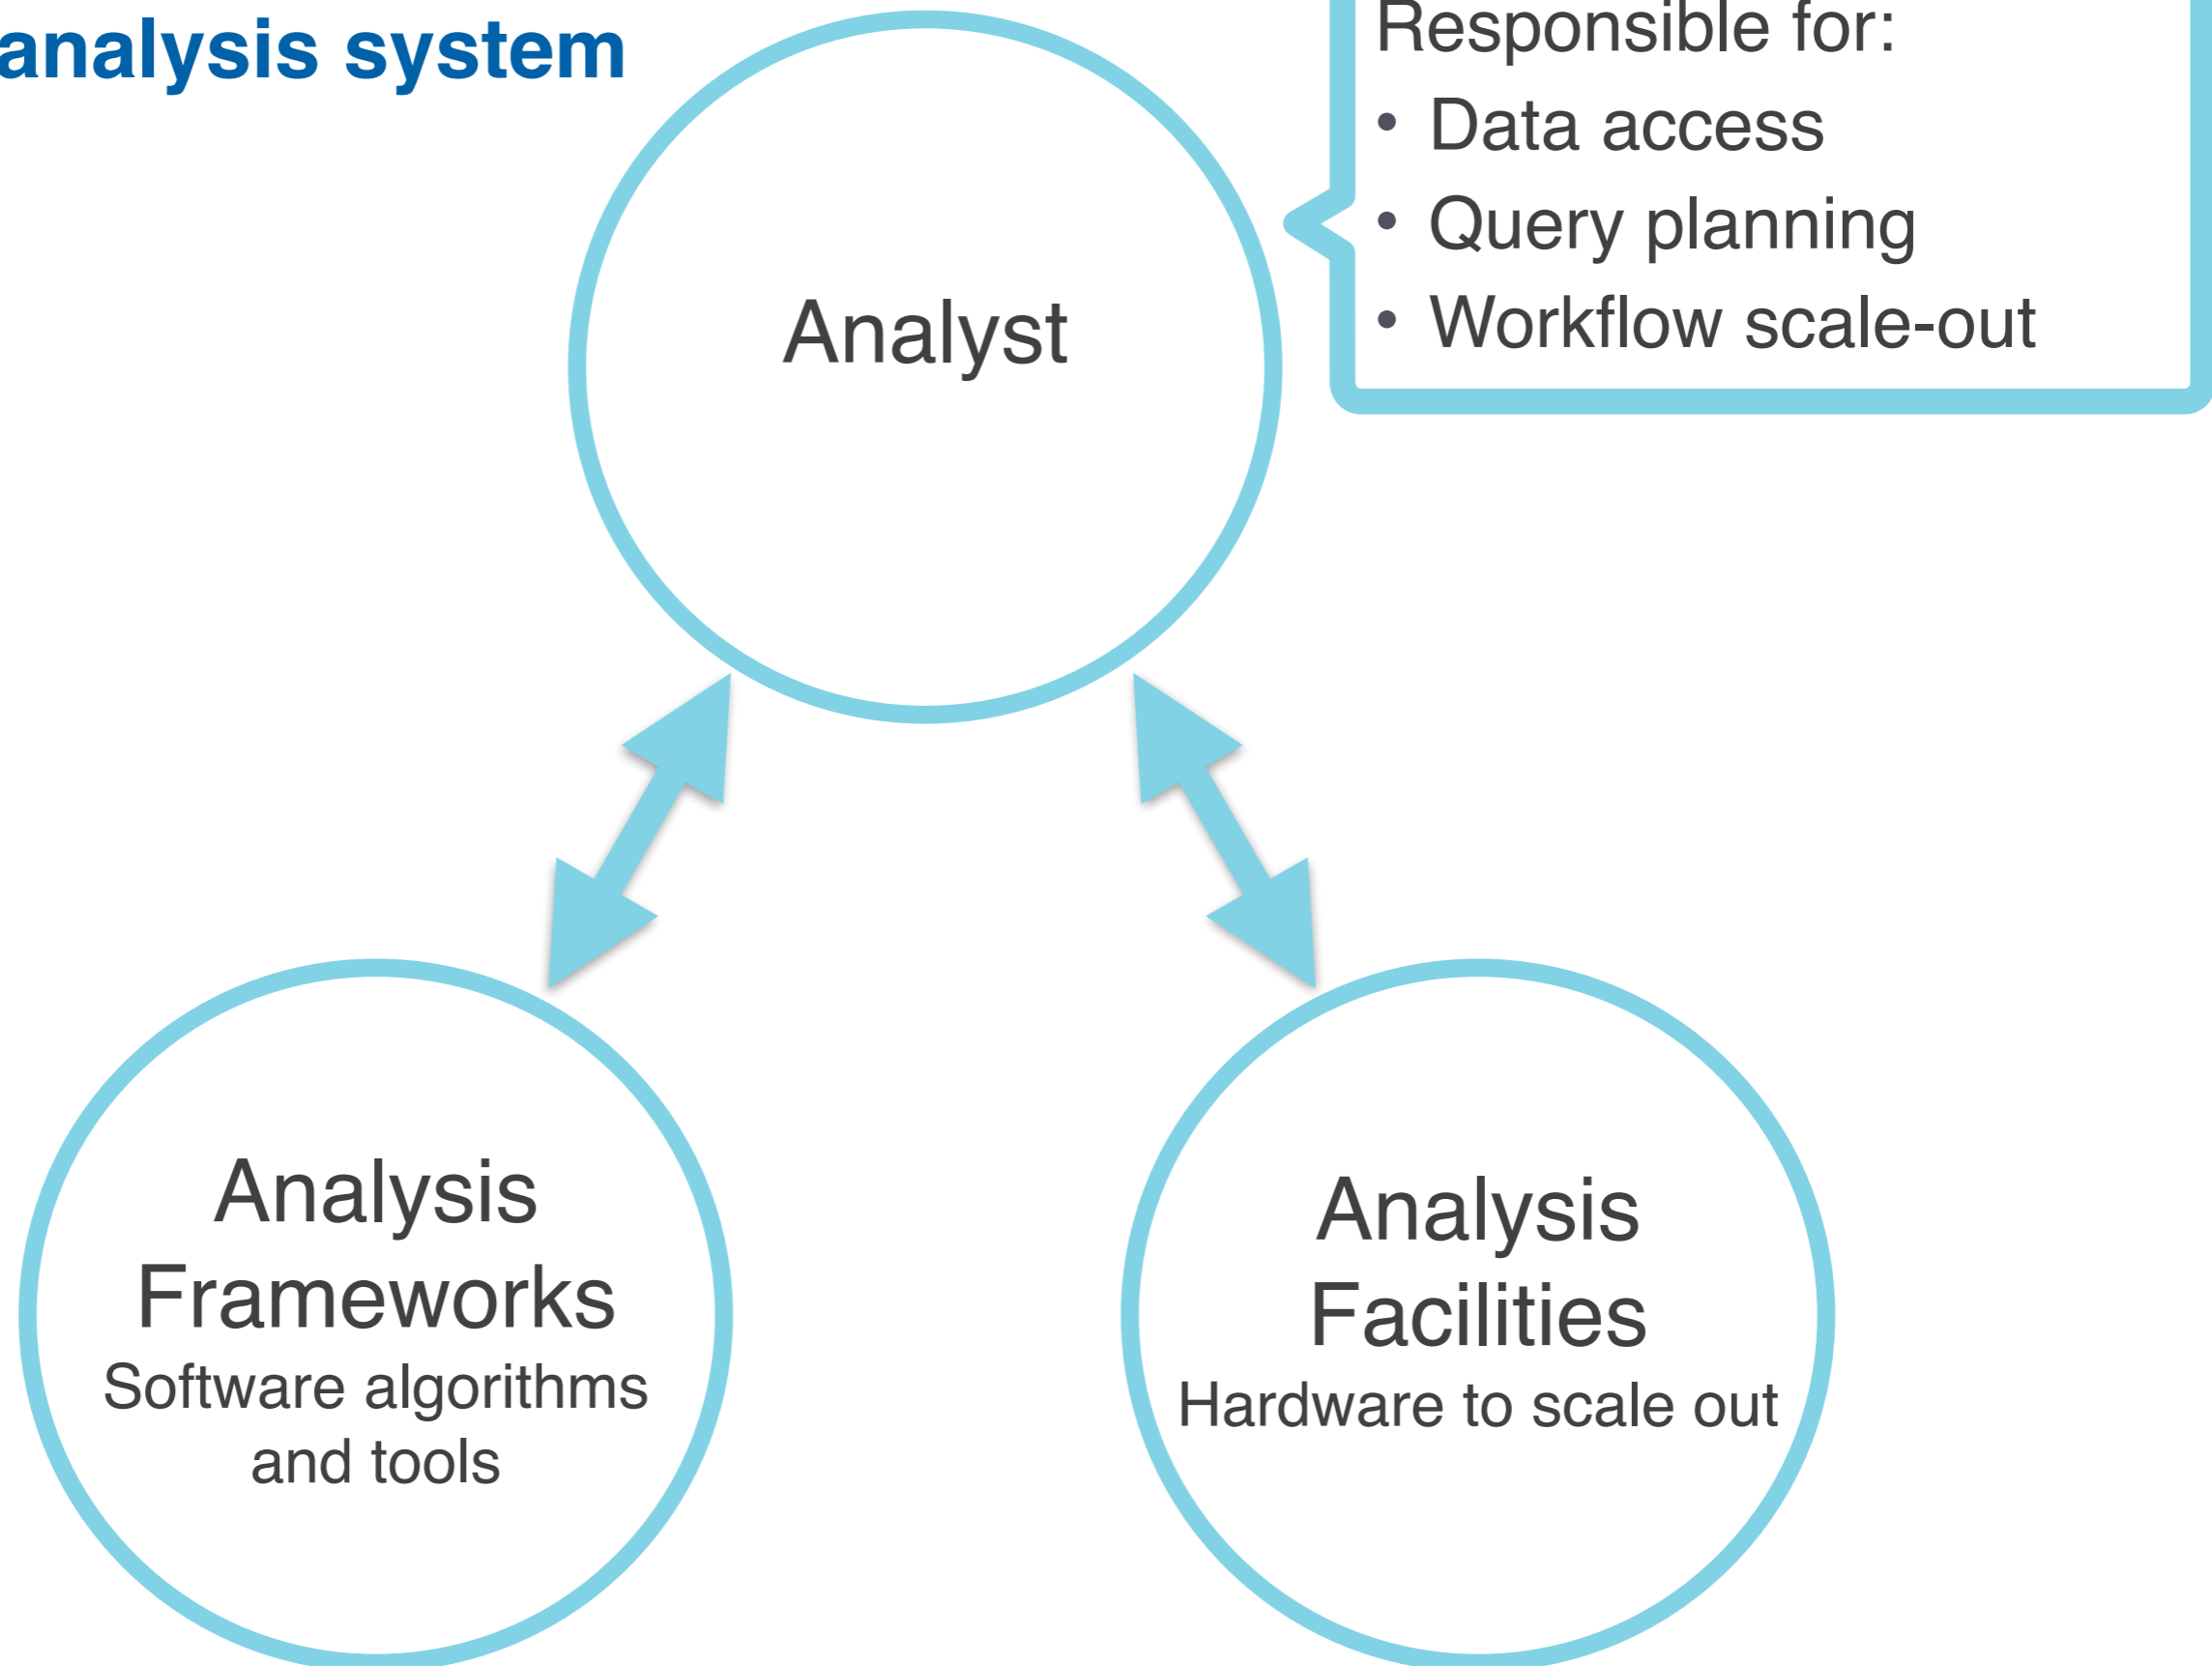 analysis system
Responsible for:
• Data access
• Query planning
• Workflow scale-out
Analyst
Analysis
Frameworks
Software algorithms
and tools
Analysis
Facilities
Hardware to scale out